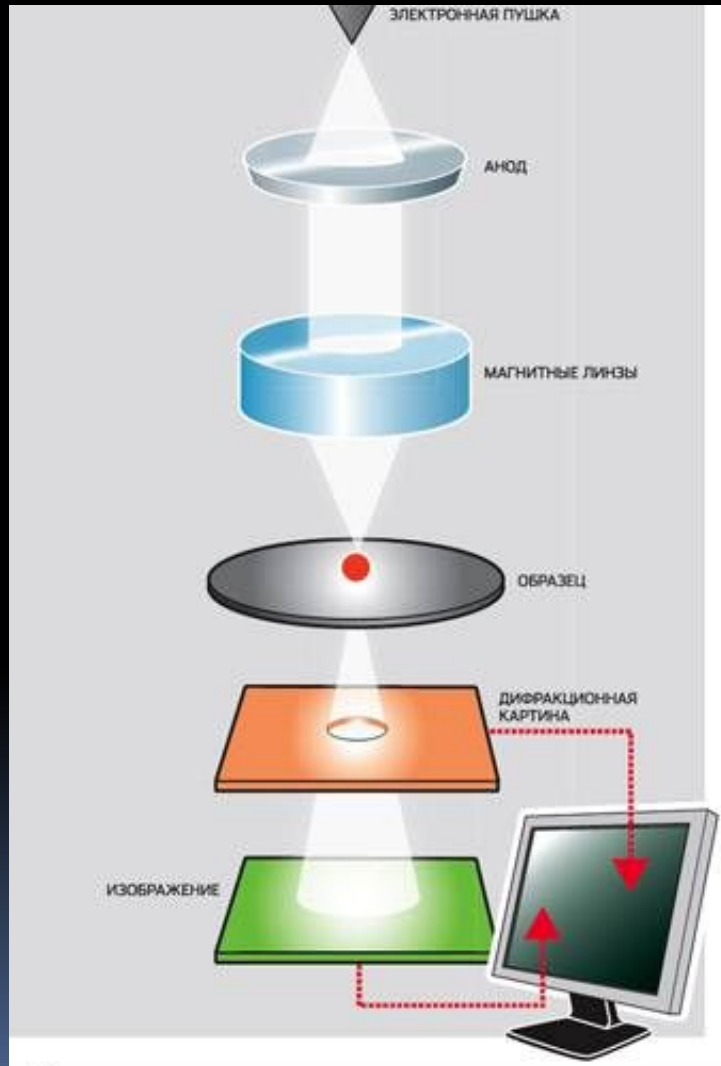 ЭЛЕКТРОННАЯ ПУШКА
АНОД
МАГНИТНЫЕ ЛИНЗЫ
ОБРАЗЕЦ
ДИФРАКЦИОННАЯ
КАРТИНА
ИЗОБРАЖЕНИЕ